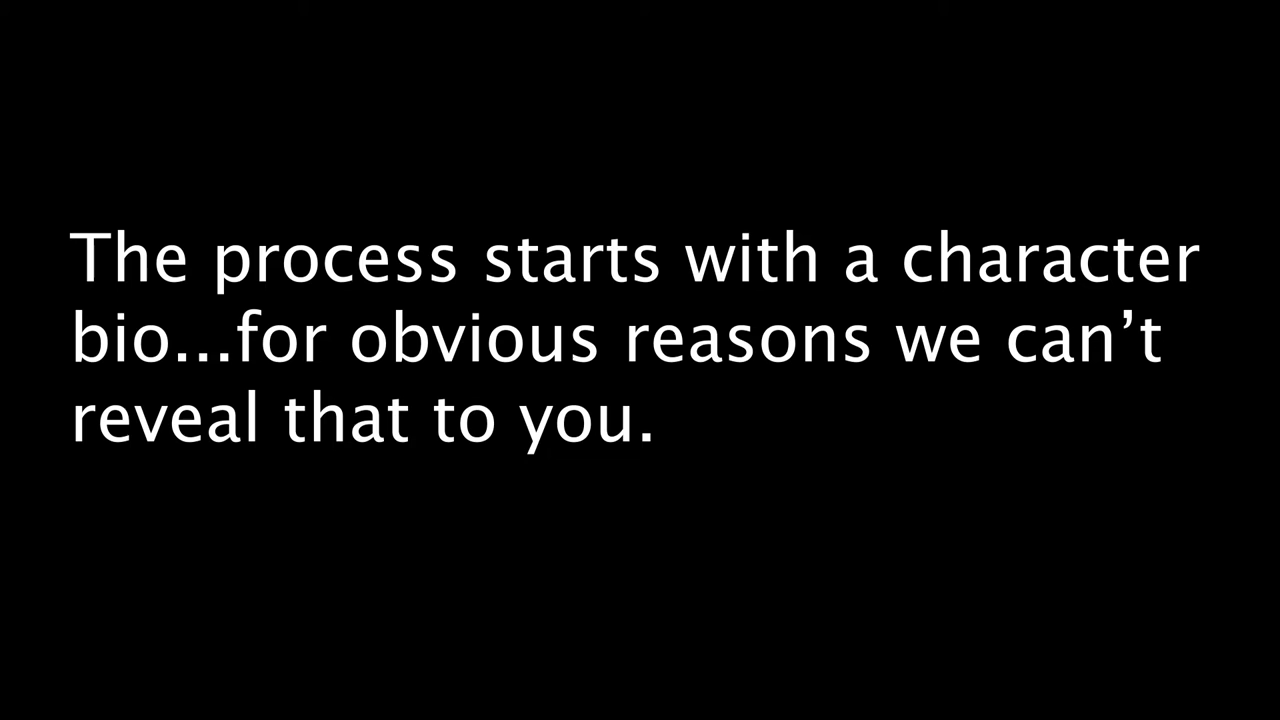 The process starts with a character
bio...for obvious reasons we can’t
reveal that to you.